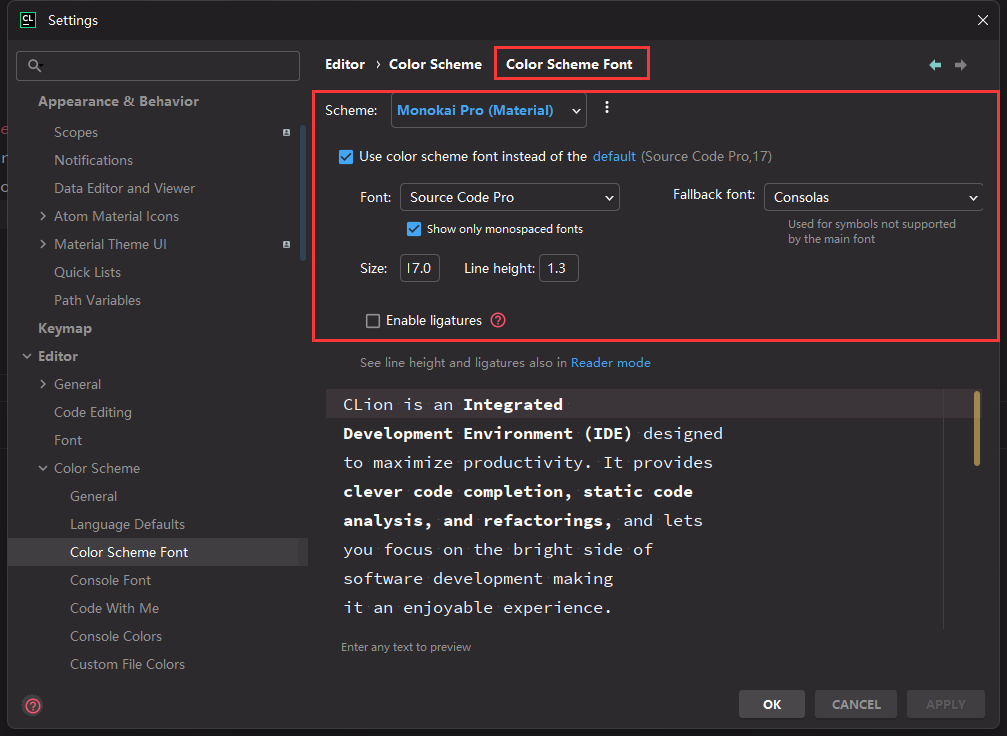 CL Settings
Editor › Color Scheme Color Scheme Font
Appearance & Behavior
Scopes
Notifications
Data Editor and Viewer
Atom Material Icons
Material Theme UI
Quick Lists
Path Variables
Keymap
Editor
General
Code Editing
Font
Color Scheme
General
Language Defaults
Color Scheme Font
Console Font
Code With Me
Console Colors
Custom File Colors
Scheme: Monokai Pro (Material)
Use color scheme font instead of the default (Source Code Pro,17)
Font: Source Code Pro
Fallback font: Consolas
Show only monospaced fonts
Used for symbols not supported
by the main font
Size: 17.0 Line height: 1.3
Enable ligatures ?
See line height and ligatures also in Reader mode
CLion is an Integrated
Development Environment (IDE) designed
to maximize productivity. It provides
clever code completion, static code
analysis, and refactorings, and lets
you focus on the bright side of
software development making
it an enjoyable experience.
Enter any text to preview
?
OK CANCEL APPLY